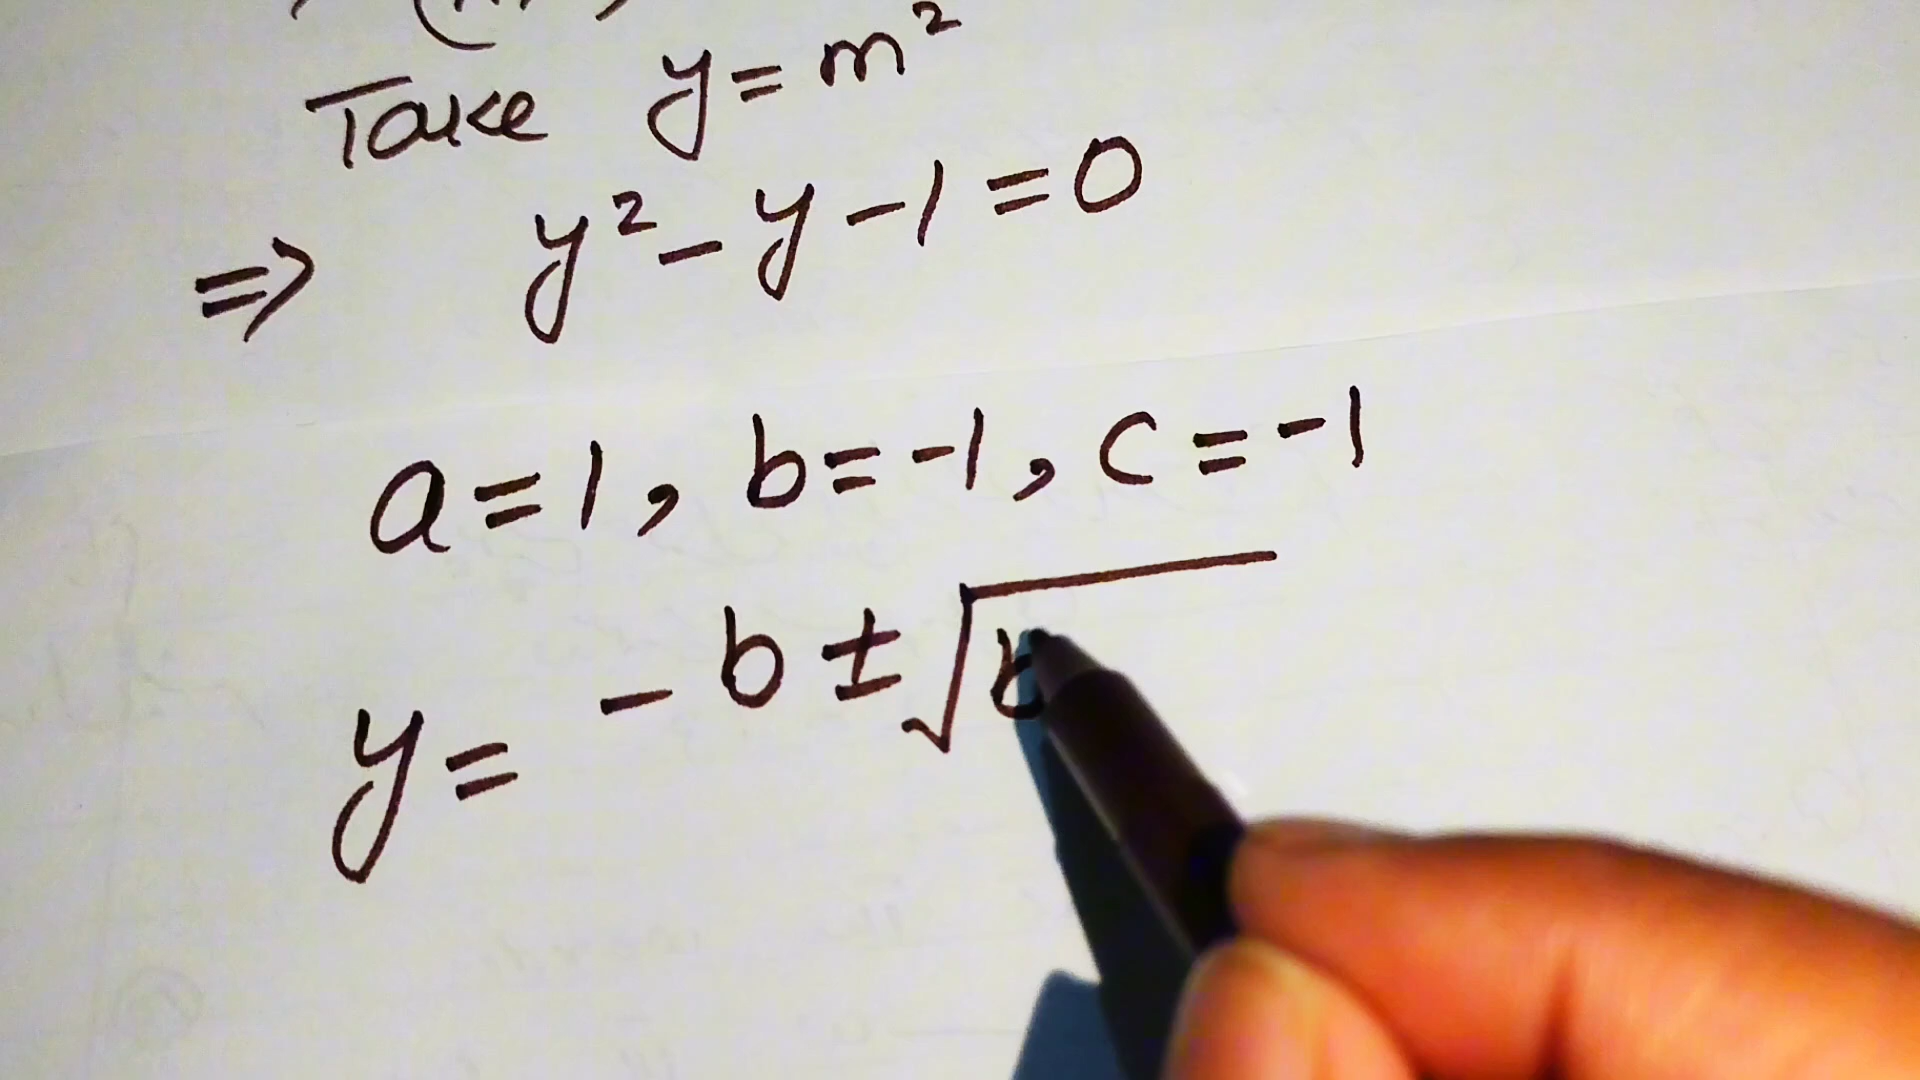 Take y = m²
⇒ y² - y - 1 = 0
a = 1, b = -1, c = -1
y = - b ± √b